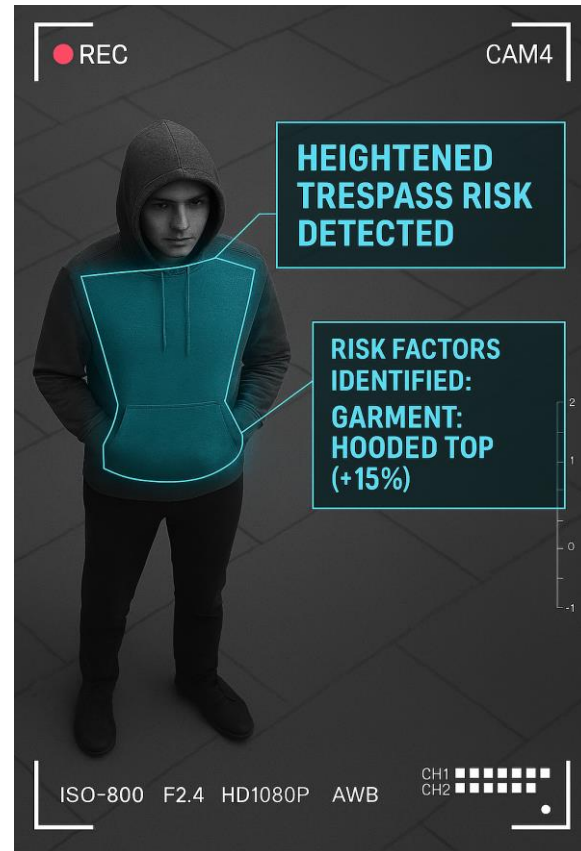 REC
CAM4
HEIGHTENED
TRESPASS RISK
DETECTED
RISK FACTORS
IDENTIFIED:
GARMENT:
HOODED TOP
(+15%)
2
1
0
-1
CH1
CH2
ISO-800 F2.4 HD1080P AWB